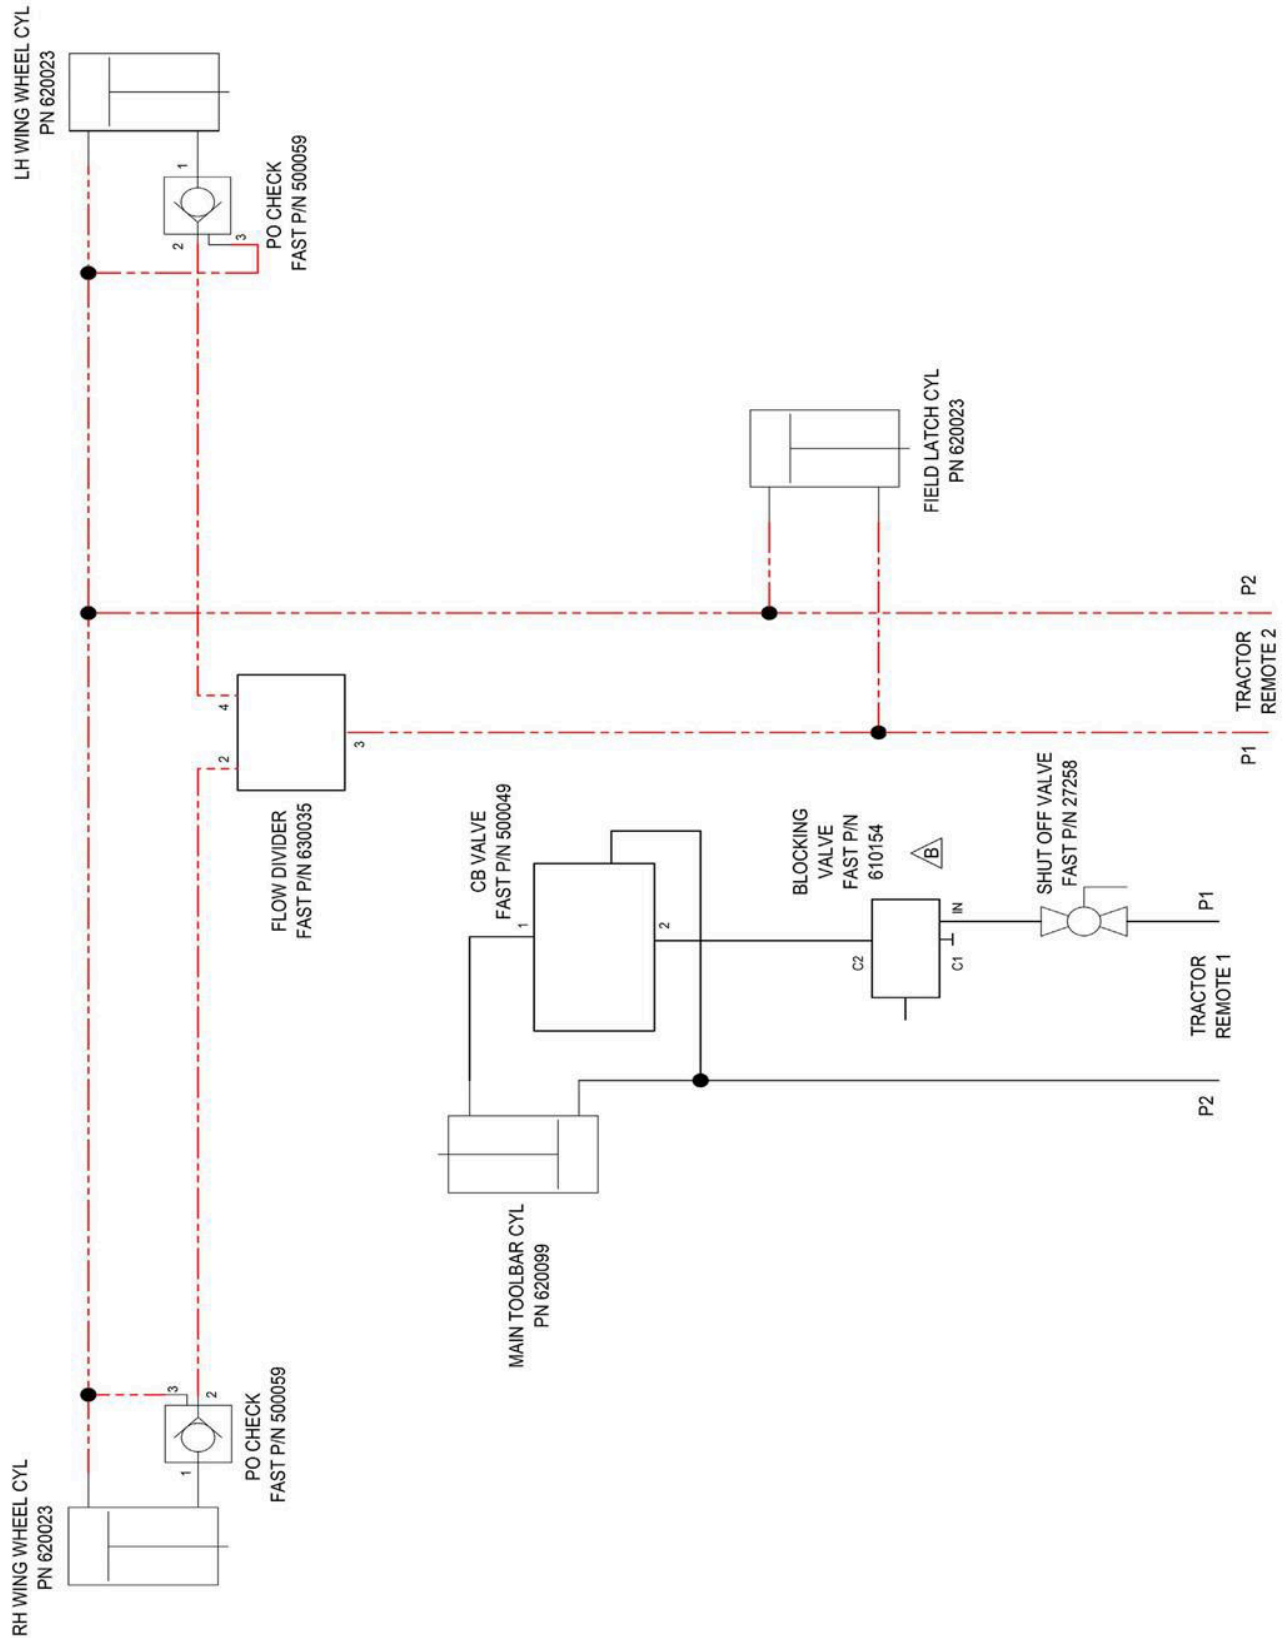 LH WING WHEEL CYL
PN 620023
1
2
3
PO CHECK
FAST P/N 500059
FIELD LATCH CYL
PN 620023
P2
TRACTOR
REMOTE 2
P1
4
2
3
FLOW DIVIDER
FAST P/N 630035
CB VALVE
FAST P/N 500049
1
2
BLOCKING
VALVE
FAST P/N
610154
B
C2
C1
IN
SHUT OFF VALVE
FAST P/N 27258
P1
TRACTOR
REMOTE 1
P2
MAIN TOOLBAR CYL
PN 620099
3
2
1
PO CHECK
FAST P/N 500059
RH WING WHEEL CYL
PN 620023